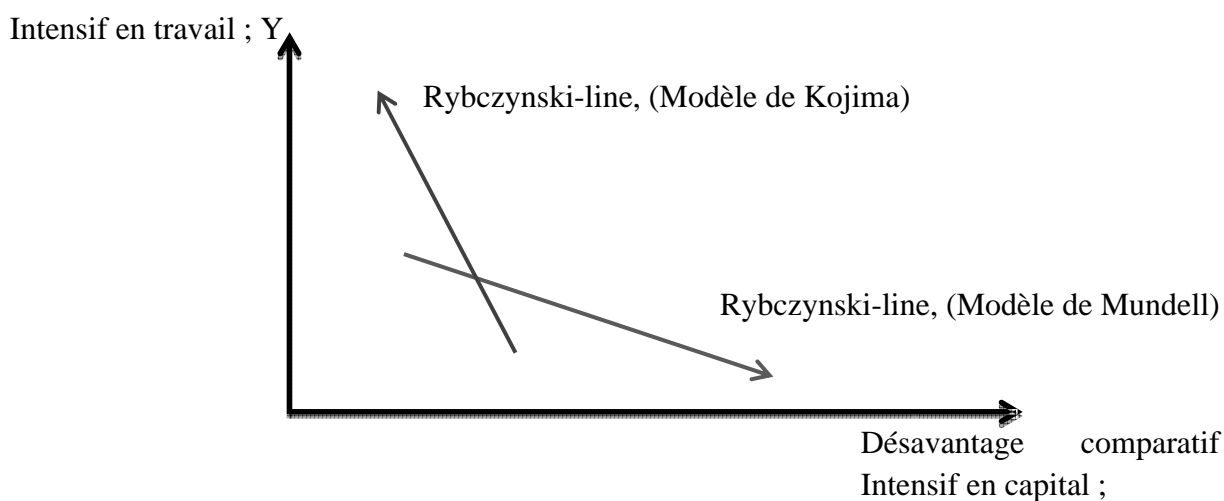 Intensif en travail ; Y
Rybczynski-line, (Modèle de Kojima)
Rybczynski-line, (Modèle de Mundell)
Désavantage comparatif
Intensif en capital ;